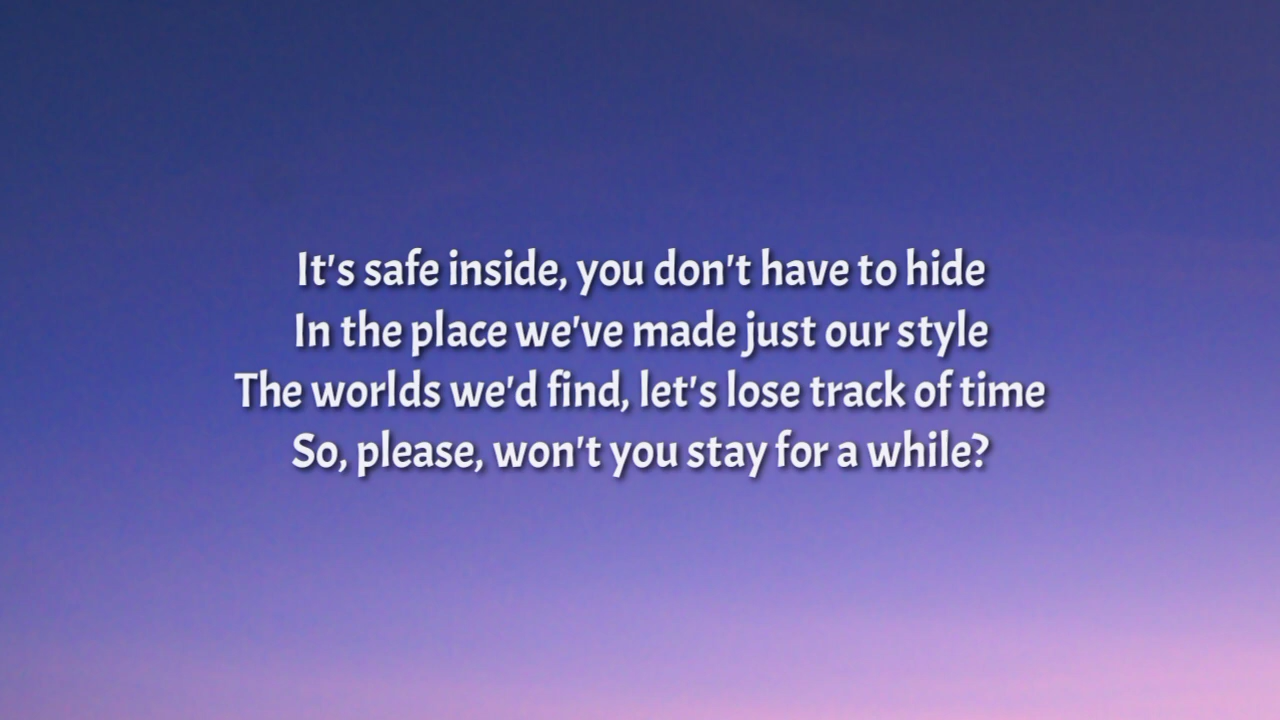 It's safe inside, you don't have to hide
In the place we've made just our style
The worlds we'd find, let's lose track of time
So, please, won't you stay for a while?